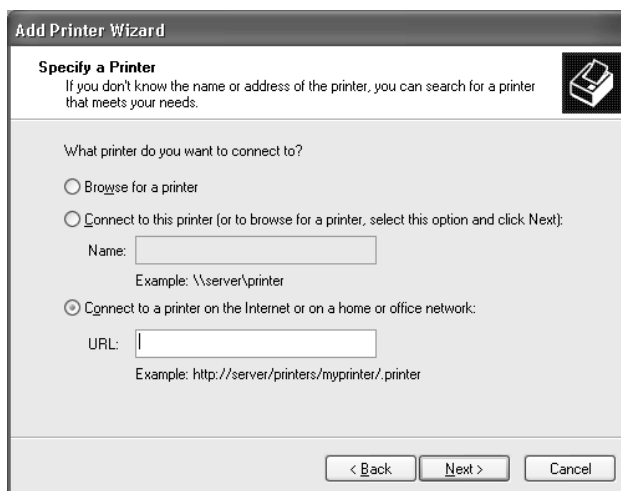 Add Printer Wizard
Specify a Printer
If you don't know the name or address of the printer, you can search for a printer
that meets your needs.
What printer do you want to connect to?
Browse for a printer
Connect to this printer (or to browse for a printer, select this option and click Next):
Name:
Example: \\server\printer
Connect to a printer on the Internet or on a home or office network:
URL:
Example: http://server/printers/myprinter/.printer
< Back
Next >
Cancel